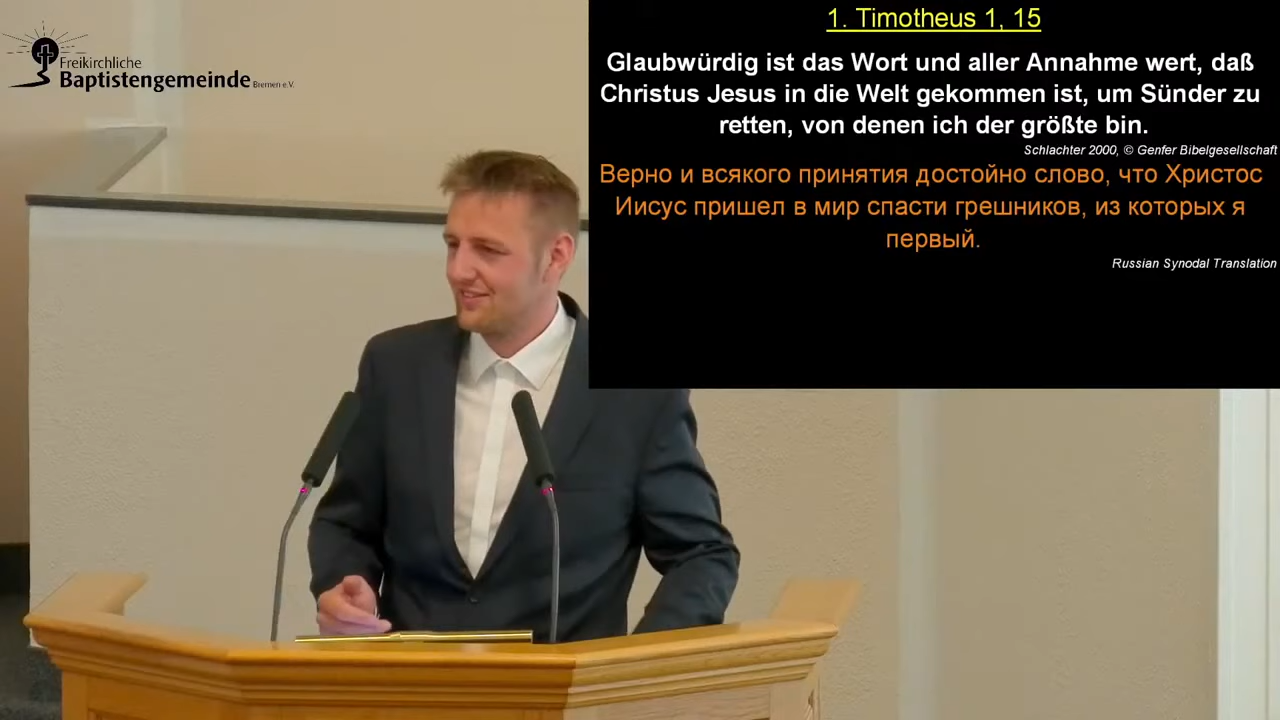 Freikirchliche
Baptistengemeinde Bremen e.V.
1. Timotheus 1, 15
Glaubwürdig ist das Wort und aller Annahme wert, daß
Christus Jesus in die Welt gekommen ist, um Sünder zu
retten, von denen ich der größte bin.
Schlachter 2000, © Genfer Bibelgesellschaft
Верно и всякого принятия достойно слово, что Христос
Иисус пришел в мир спасти грешников, из которых я
первый.
Russian Synodal Translation